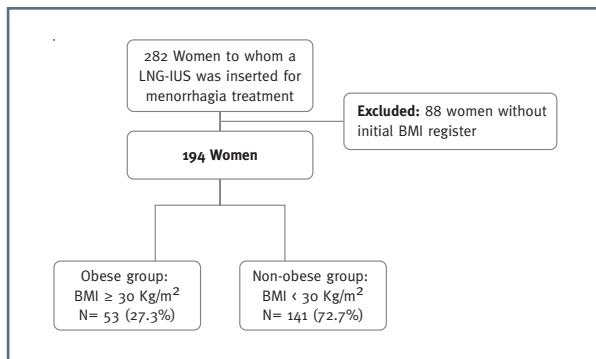 282 Women to whom a
LNG-IUS was inserted for
menorrhagia treatment
Excluded: 88 women without
initial BMI register
194 Women
Obese group:
BMI ≥ 30 Kg/m²
N= 53 (27.3%)
Non-obese group:
BMI < 30 Kg/m²
N= 141 (72.7%)